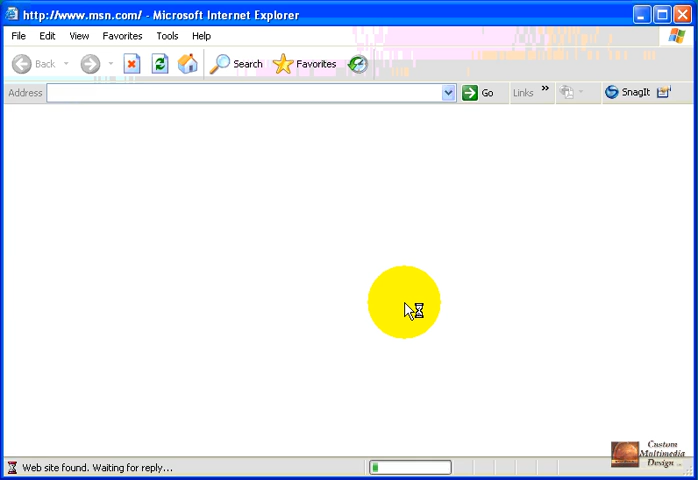 http://www.msn.com/ - Microsoft Internet Explorer
File Edit View Favorites Tools Help
Back Search Favorites
Address Go Links » SnagIt
Web site found. Waiting for reply...
Custom
Multimedia
Design